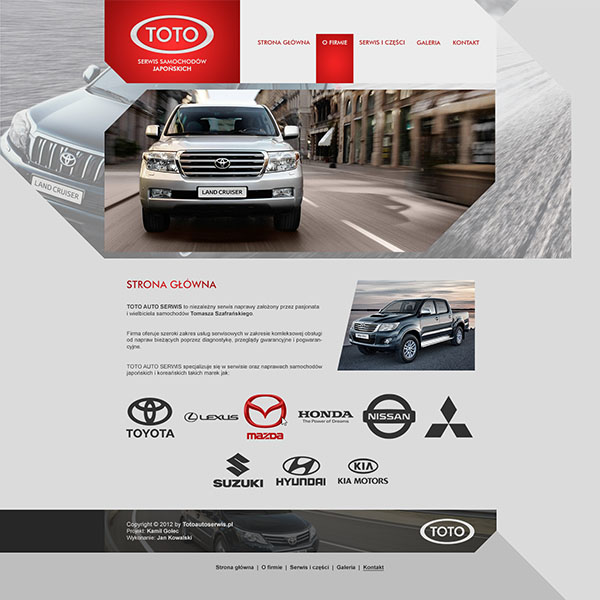 TOTO
SERWIS SAMOCHODÓW
JAPOŃSKICH
STRONA GŁÓWNA
O FIRMIE
SERWIS I CZĘŚCI
GALERIA
KONTAKT
LAND CRUISER
LAND CRUISER
STRONA GŁÓWNA
TOTO AUTO SERWIS to niezależny serwis naprawy założony przez pasjonata
i wielbiciela samochodów Tomasza Szafrańskiego.
Firma oferuje szeroki zakres usług serwisowych w zakresie komleksowej obsługi
od napraw bieżących poprzez diagnostykę, przeglądy gwarancyjne i pogwaran-
cyjne.
TOTO AUTO SERWIS specjalizuje się w serwisie oraz naprawach samochodów
japońskich i koreańskich takich marek jak:
TOYOTA
LEXUS
mazda
HONDA
The Power of Dreams
NISSAN
SUZUKI
HYUNDAI
KIA
KIA MOTORS
Copyright © 2012 by Totoautoserwis.pl
Projekt: Kamil Golec
Wykonanie: Jan Kowalski
TOTO
Strona główna | O firmie | Serwis i części | Galeria | Kontakt